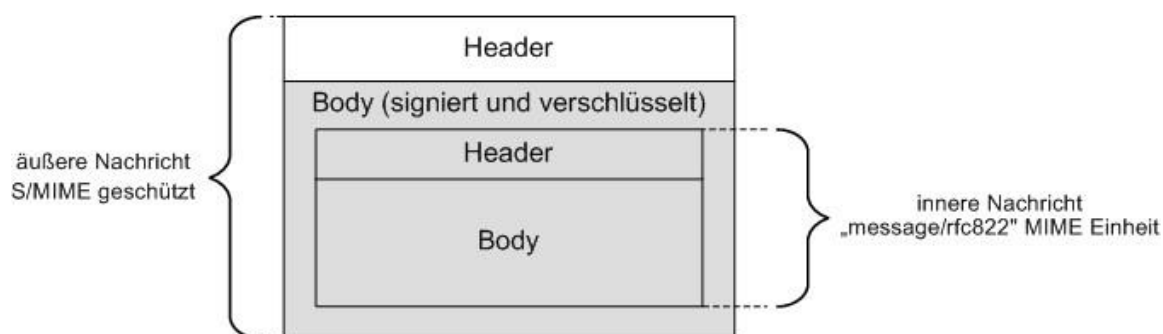 Header
Body (signiert und verschlüsselt)
Header
äußere Nachricht
S/MIME geschützt
Body
innere Nachricht
„message/rfc822" MIME Einheit